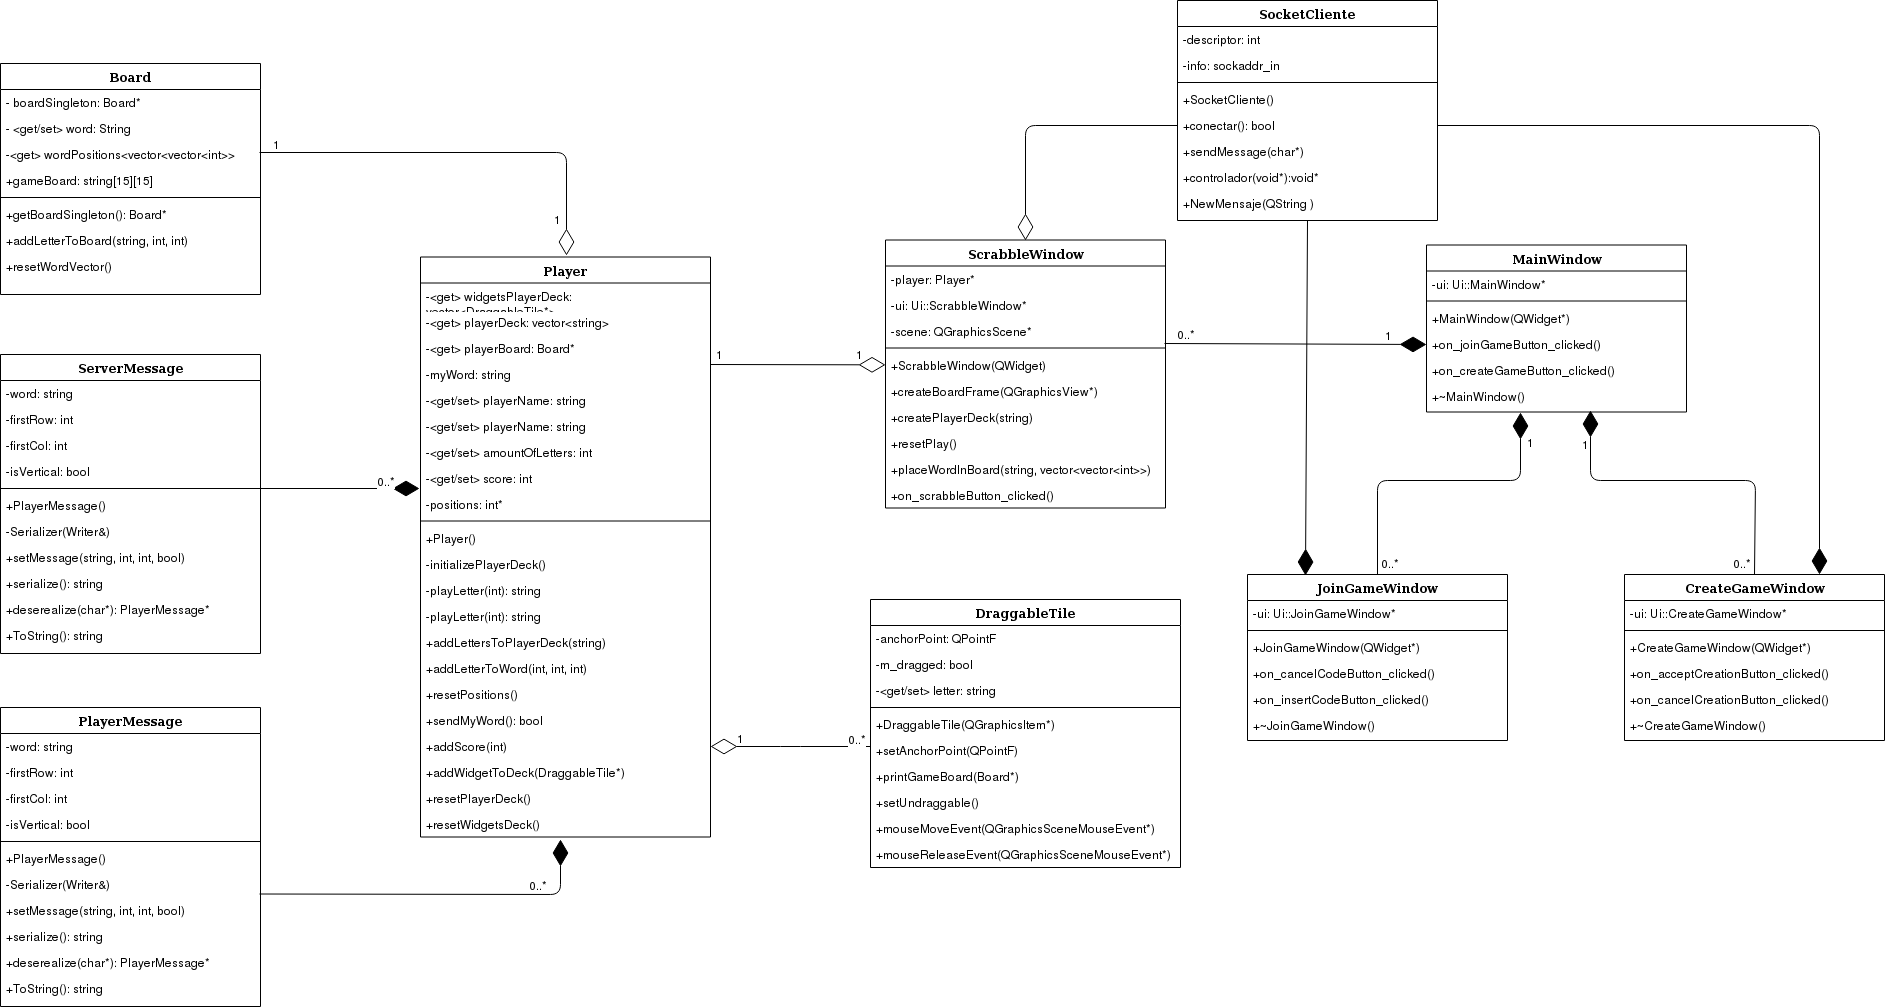 SocketCliente
-descriptor: int
-info: sockaddr_in
+SocketCliente()
+conectar(): bool
+sendMessage(char*)
+controlador(void*):void*
+NewMensaje(QString )
Board
- boardSingleton: Board*
- <get/set> word: String
-<get> wordPositions<vector<vector<int>>
+gameBoard: string[15][15]
+getBoardSingleton(): Board*
+addLetterToBoard(string, int, int)
+resetWordVector()
1
1
ServerMessage
-word: string
-firstRow: int
-firstCol: int
-isVertical: bool
+PlayerMessage()
-Serializer(Writer&)
+setMessage(string, int, int, bool)
+serialize(): string
+deserealize(char*): PlayerMessage*
+ToString(): string
0..*
PlayerMessage
-word: string
-firstRow: int
-firstCol: int
-isVertical: bool
+PlayerMessage()
-Serializer(Writer&)
+setMessage(string, int, int, bool)
+serialize(): string
+deserealize(char*): PlayerMessage*
+ToString(): string
0..*
Player
-<get> widgetsPlayerDeck:
vector<DraggableTile*>
-<get> playerDeck: vector<string>
-<get> playerBoard: Board*
-myWord: string
-<get/set> playerName: string
-<get/set> playerName: string
-<get/set> amountOfLetters: int
-<get/set> score: int
-positions: int*
+Player()
-initializePlayerDeck()
-playLetter(int): string
-playLetter(int): string
+addLettersToPlayerDeck(string)
+addLetterToWord(int, int, int)
+resetPositions()
+sendMyWord(): bool
+addScore(int)
+addWidgetToDeck(DraggableTile*)
+resetPlayerDeck()
+resetWidgetsDeck()
1
1
1
0..*
ScrabbleWindow
-player: Player*
-ui: Ui::ScrabbleWindow*
-scene: QGraphicsScene*
+ScrabbleWindow(QWidget)
+createBoardFrame(QGraphicsView*)
+createPlayerDeck(string)
+resetPlay()
+placeWordInBoard(string, vector<vector<int>>)
+on_scrabbleButton_clicked()
0..*
1
DraggableTile
-anchorPoint: QPointF
-m_dragged: bool
-<get/set> letter: string
+DraggableTile(QGraphicsItem*)
+setAnchorPoint(QPointF)
+printGameBoard(Board*)
+setUndraggable()
+mouseMoveEvent(QGraphicsSceneMouseEvent*)
+mouseReleaseEvent(QGraphicsSceneMouseEvent*)
MainWindow
-ui: Ui::MainWindow*
+MainWindow(QWidget*)
+on_joinGameButton_clicked()
+on_createGameButton_clicked()
+~MainWindow()
1
1
0..*
0..*
JoinGameWindow
-ui: Ui::JoinGameWindow*
+JoinGameWindow(QWidget*)
+on_cancelCodeButton_clicked()
+on_insertCodeButton_clicked()
+~JoinGameWindow()
CreateGameWindow
-ui: Ui::CreateGameWindow*
+CreateGameWindow(QWidget*)
+on_acceptCreationButton_clicked()
+on_cancelCreationButton_clicked()
+~CreateGameWindow()